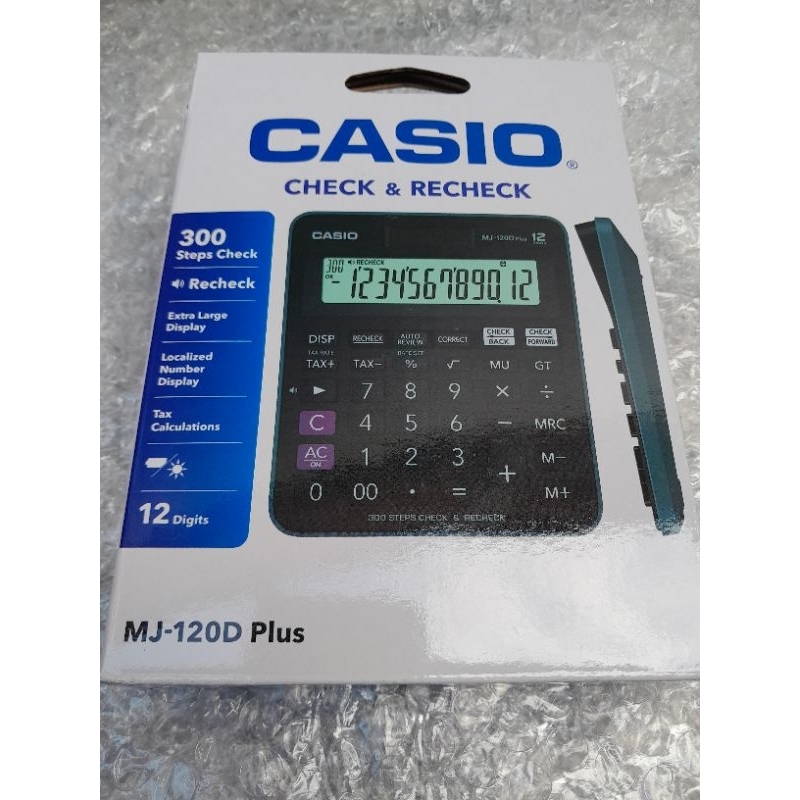 CASIO®
CHECK & RECHECK
300
Steps Check
Recheck
Extra Large
Display
Localized
Number
Display
Tax
Calculations
12 Digits
CASIO
MJ-120D Plus 12
300 RECHECK
OK
-123456789012
DISP RECHECK AUTO REVIEW CORRECT CHECK BACK CHECK FORWARD
TAX RATE DATE SET
TAX+ TAX− % √ MU GT
▶ 7 8 9 × ÷
C 4 5 6 − MRC
AC ON 1 2 3 + M−
0 00 · = M+
300 STEPS CHECK & RECHECK
MJ-120D Plus